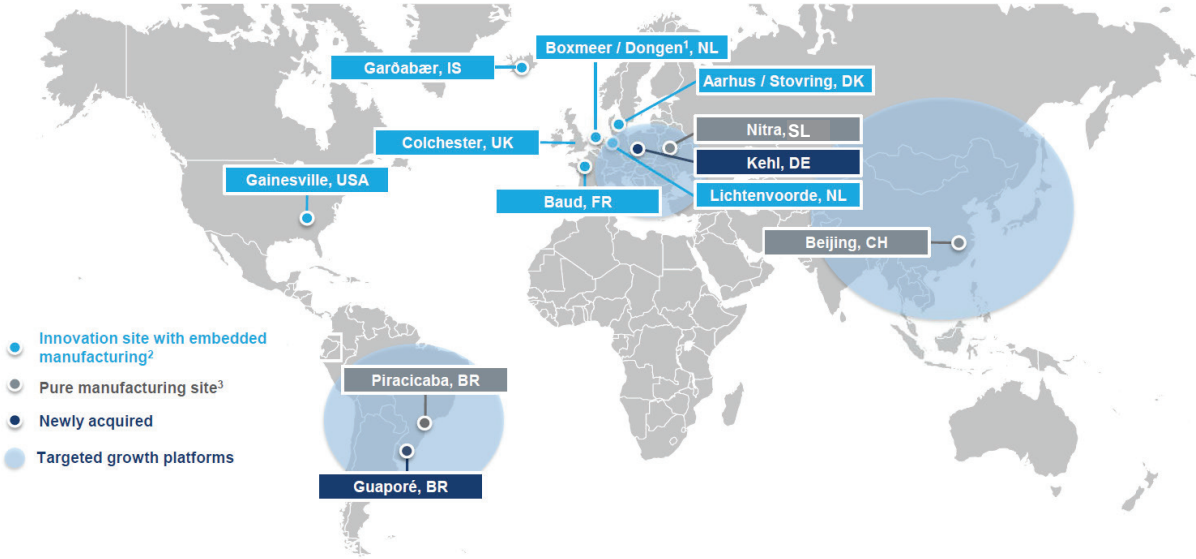 Boxmeer / Dongen¹, NL
Garðabær, IS
Aarhus / Stovring, DK
Nitra, SL
Colchester, UK
Kehl, DE
Gainesville, USA
Lichtenvoorde, NL
Baud, FR
Beijing, CH
Innovation site with embedded
manufacturing²
Pure manufacturing site³
Piracicaba, BR
Newly acquired
Targeted growth platforms
Guaporé, BR